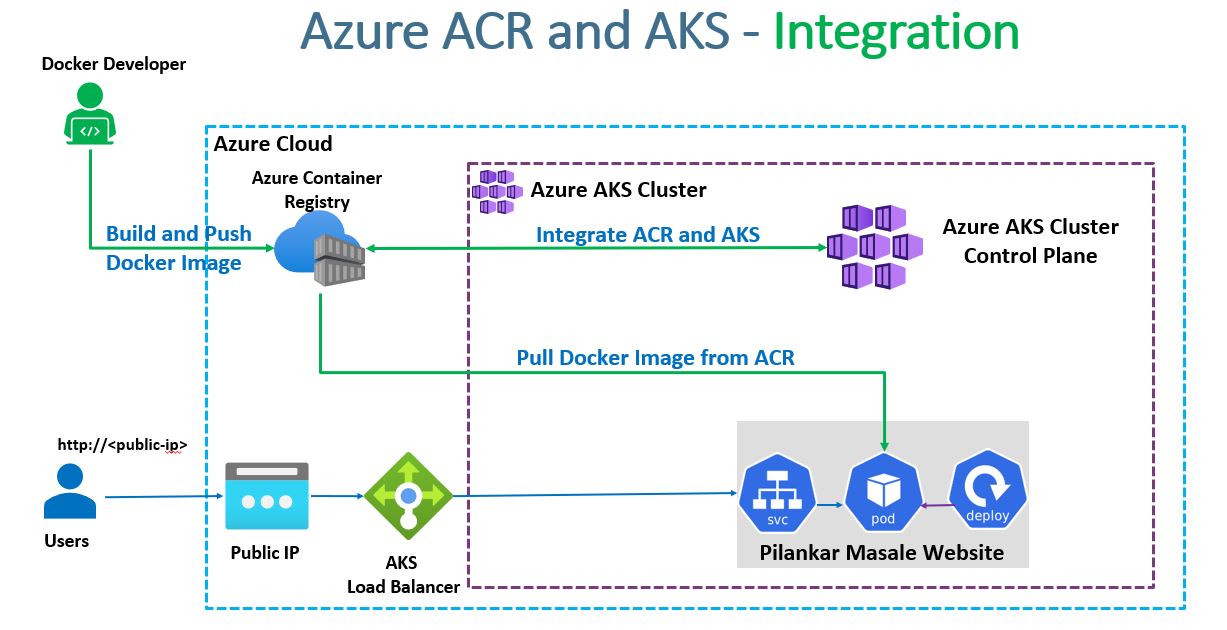 Azure ACR and AKS - Integration
Docker Developer
Azure Cloud
Azure Container
Registry
Azure AKS Cluster
Build and Push
Docker Image
Integrate ACR and AKS
Azure AKS Cluster
Control Plane
Pull Docker Image from ACR
http://<public-ip>
Users
Public IP
AKS
Load Balancer
svc
pod
deploy
Pilankar Masale Website